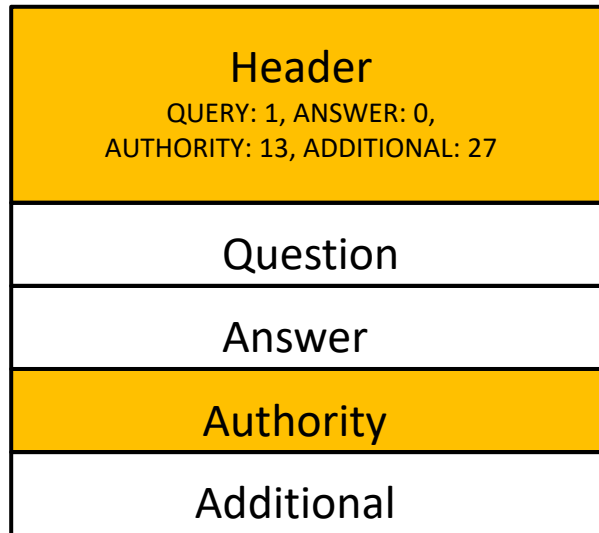 Header
QUERY: 1, ANSWER: 0,
AUTHORITY: 13, ADDITIONAL: 27
Question
Answer
Authority
Additional